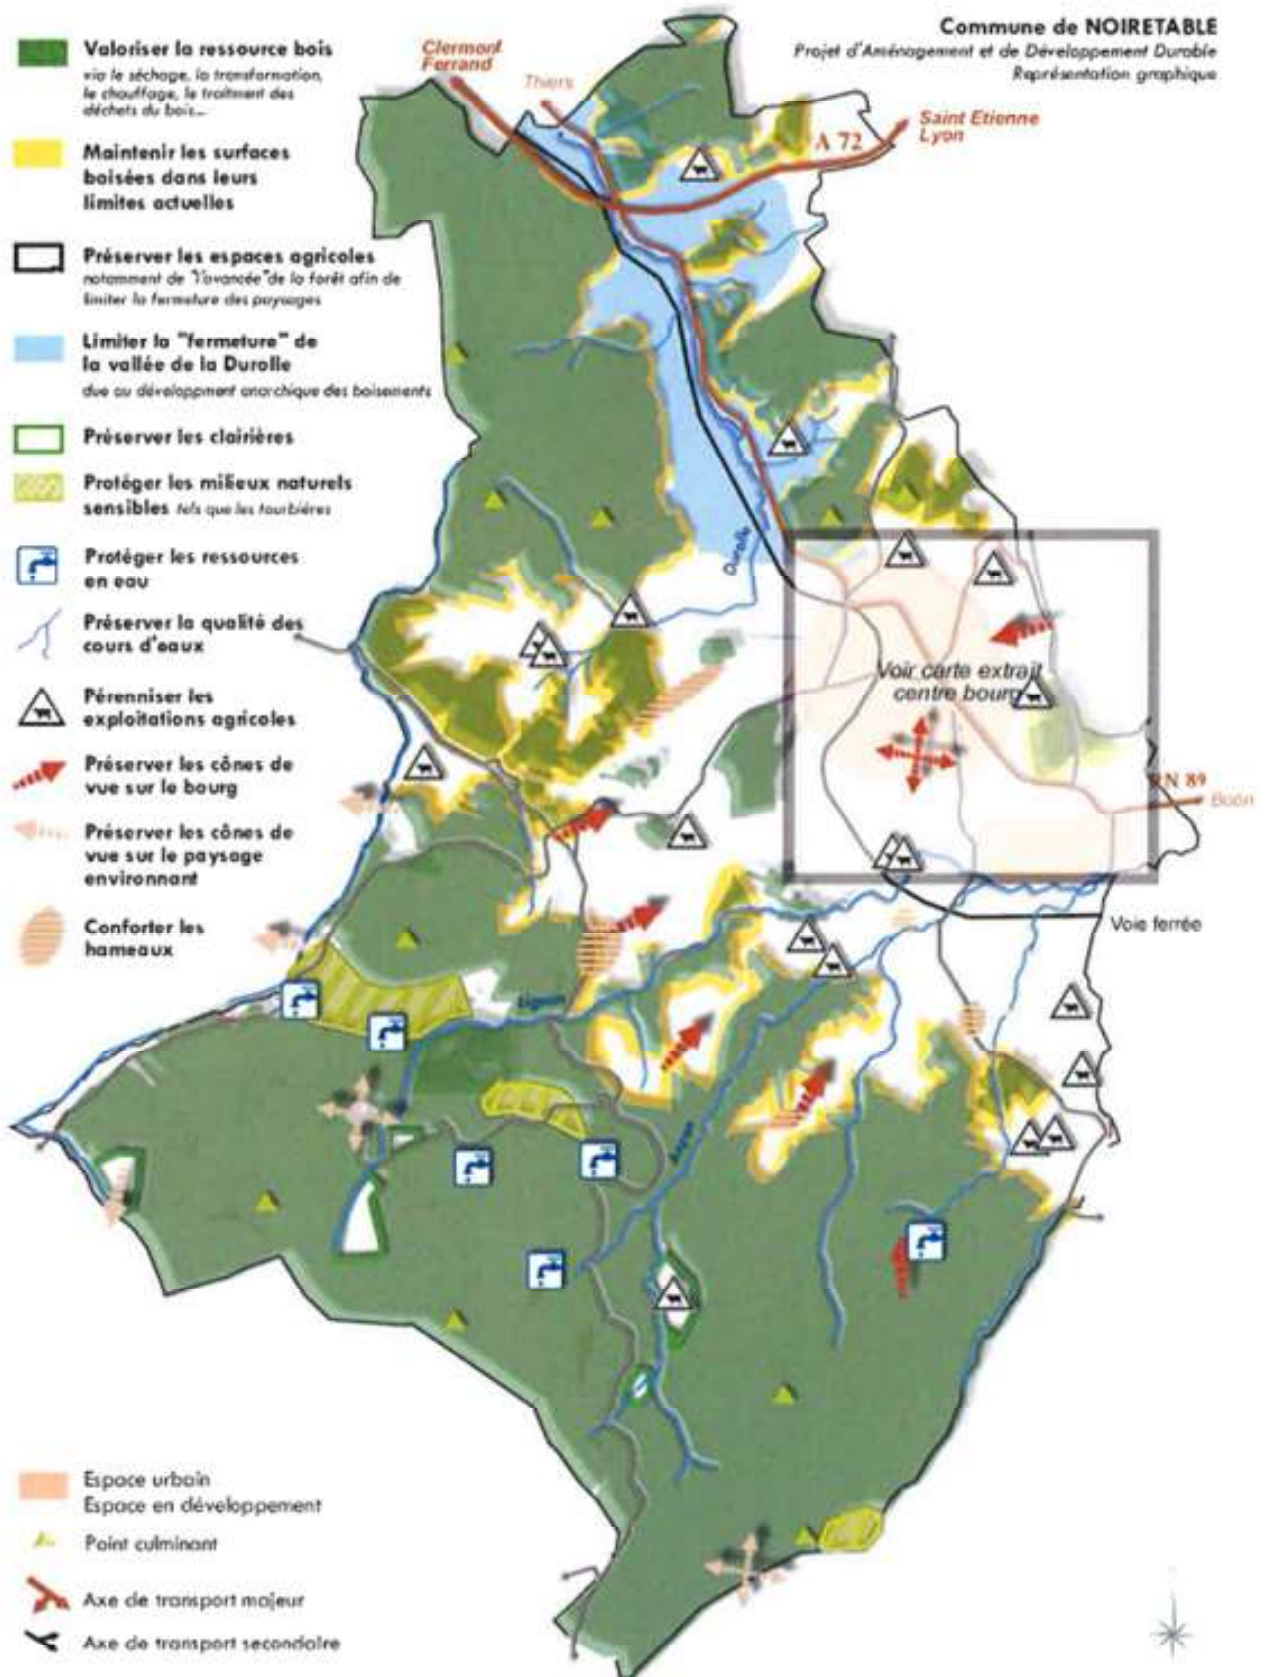 Commune de NOIRETABLE
Projet d'Aménagement et de Développement Durable
Représentation graphique
Valoriser la ressource bois
via le séchage, la transformation,
le chauffage, le traitment des
déchets du bois...
Maintenir les surfaces
boisées dans leurs
limites actuelles
Préserver les espaces agricoles
notamment de "l'avancée" de la forêt afin de
limiter la fermeture des paysages
Limiter la "fermeture" de
la vallée de la Durolle
due au développment anarchique des boisements
Préserver les clairières
Protéger les milieux naturels
sensibles tels que les tourbières
Protéger les ressources
en eau
Préserver la qualité des
cours d'eaux
Pérenniser les
exploitations agricoles
Préserver les cônes de
vue sur le bourg
Préserver les cônes de
vue sur le paysage
environnant
Conforter les
hameaux
Espace urbain
Espace en développement
Point culminant
Axe de transport majeur
Axe de transport secondaire
Clermont
Ferrand
Thiers
A 72
Saint Etienne
Lyon
Durolle
Voir carte extrait
centre bourg
RN 89
Boën
Voie ferrée
Lignon